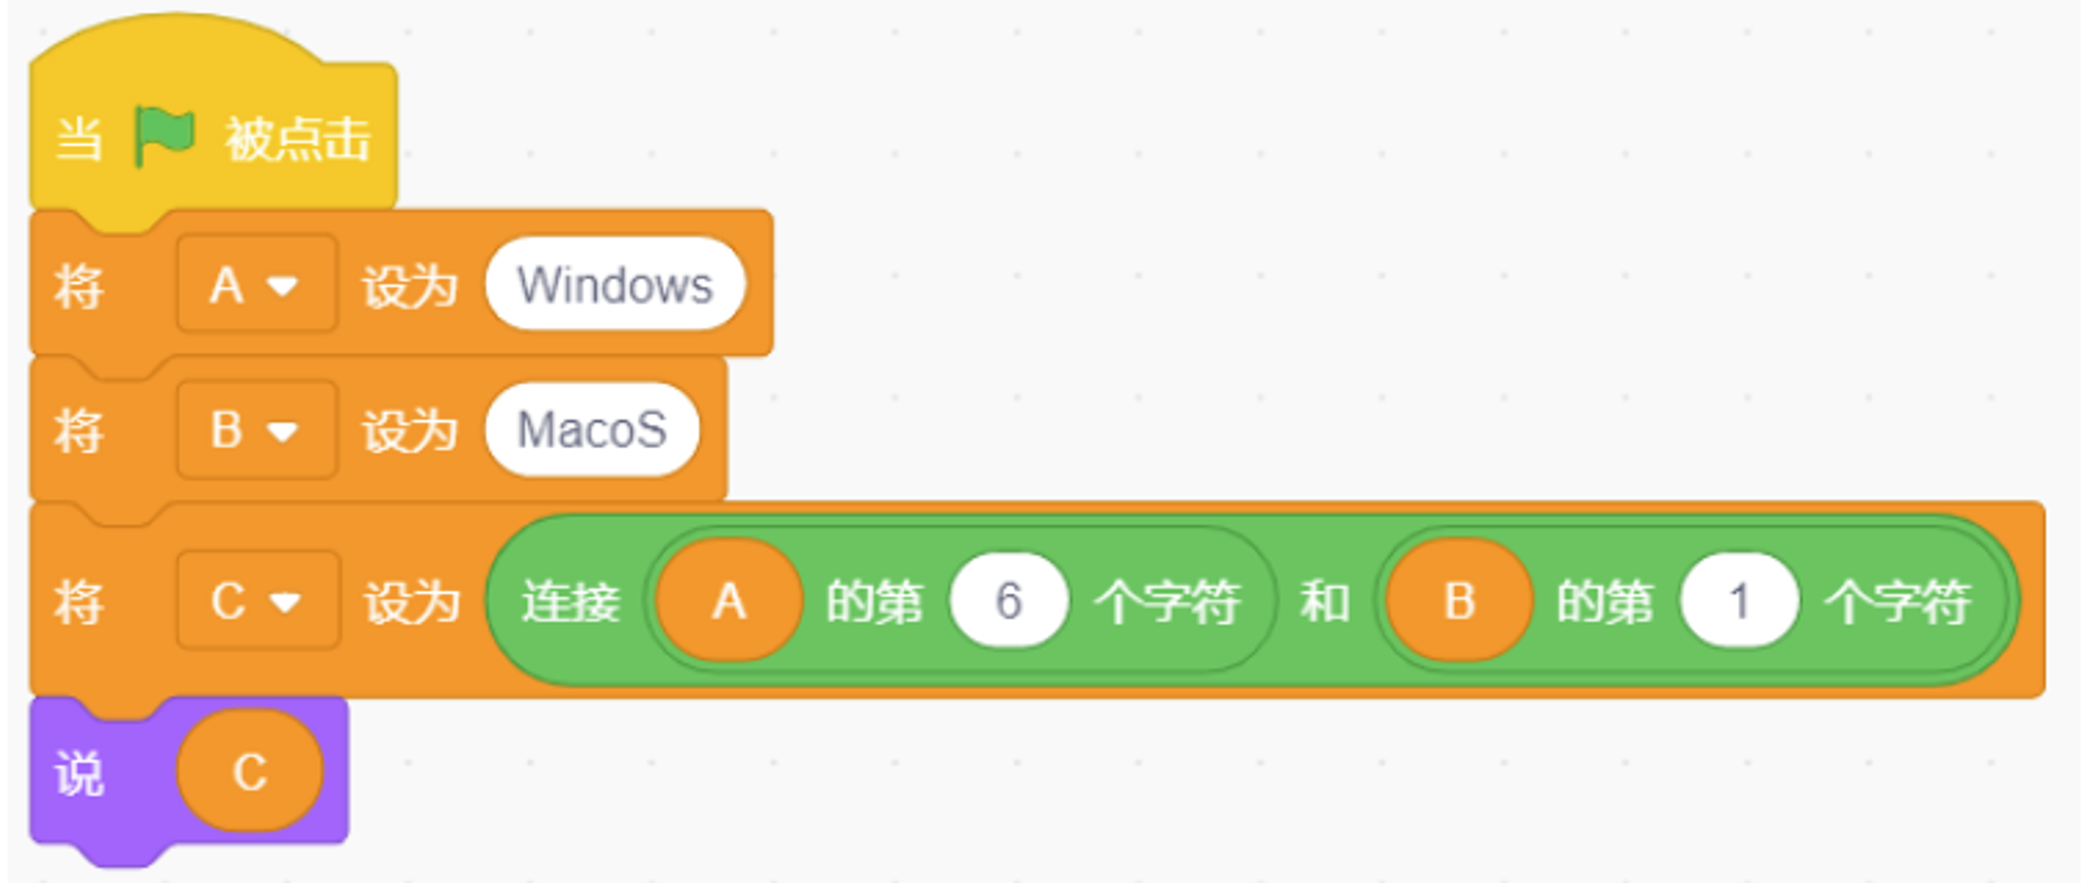 当 被点击
将 A 设为 Windows
将 B 设为 MacoS
将 C 设为 连接 A 的第 6 个字符 和 B 的第 1 个字符
说 C